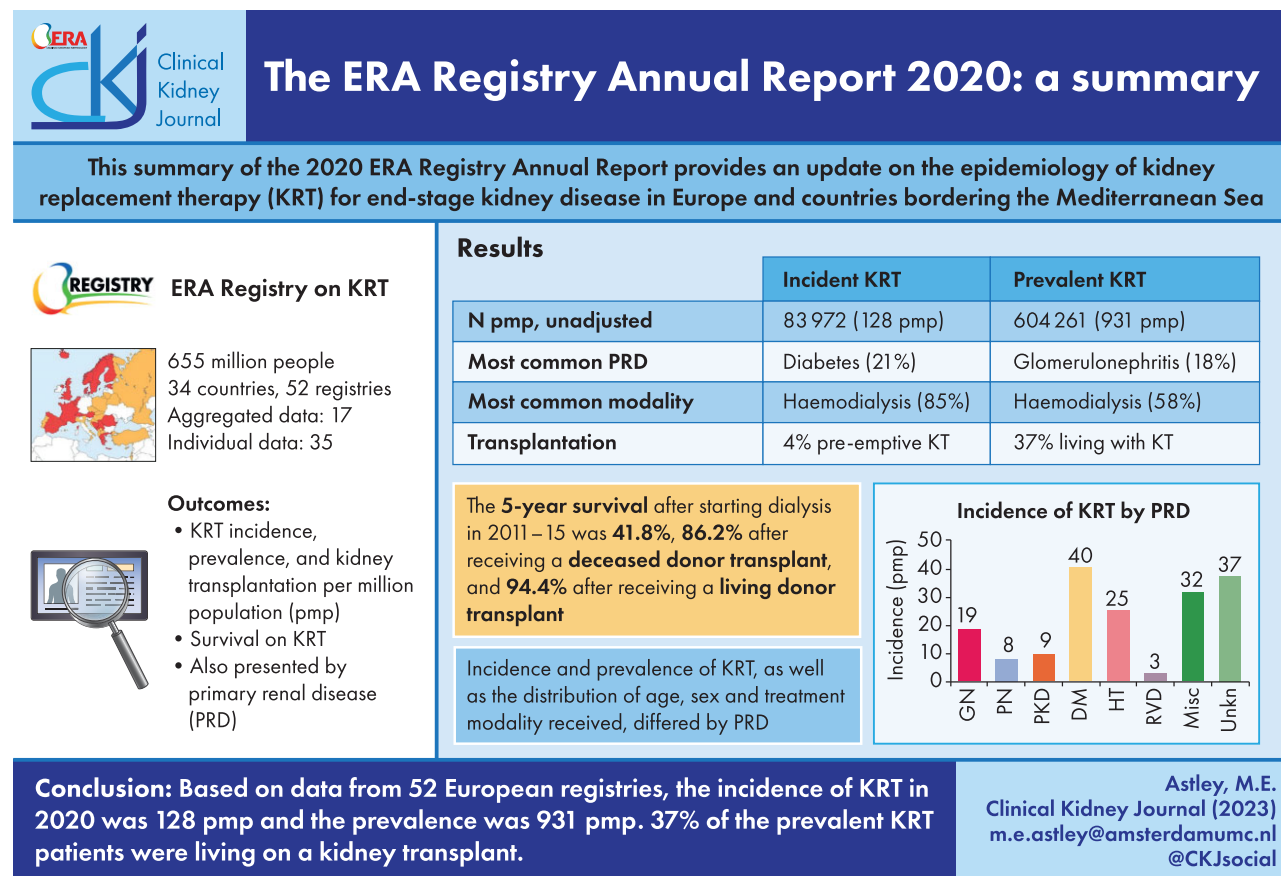 ERA
CKJ
Clinical
Kidney
Journal
The ERA Registry Annual Report 2020: a summary
This summary of the 2020 ERA Registry Annual Report provides an update on the epidemiology of kidney
replacement therapy (KRT) for end-stage kidney disease in Europe and countries bordering the Mediterranean Sea
REGISTRY
ERA Registry on KRT
655 million people
34 countries, 52 registries
Aggregated data: 17
Individual data: 35
Outcomes:
• KRT incidence,
prevalence, and kidney
transplantation per million
population (pmp)
• Survival on KRT
• Also presented by
primary renal disease
(PRD)
Results
Incident KRT Prevalent KRT
N pmp, unadjusted 83 972 (128 pmp) 604 261 (931 pmp)
Most common PRD Diabetes (21%) Glomerulonephritis (18%)
Most common modality Haemodialysis (85%) Haemodialysis (58%)
Transplantation 4% pre-emptive KT 37% living with KT
The 5-year survival after starting dialysis
in 2011–15 was 41.8%, 86.2% after
receiving a deceased donor transplant,
and 94.4% after receiving a living donor
transplant
Incidence and prevalence of KRT, as well
as the distribution of age, sex and treatment
modality received, differed by PRD
Incidence of KRT by PRD
Incidence (pmp)
50
40
30
20
10
0
19 8 9 40 25 3 32 37
GN PN PKD DM HT RVD Misc Unkn
Conclusion: Based on data from 52 European registries, the incidence of KRT in
2020 was 128 pmp and the prevalence was 931 pmp. 37% of the prevalent KRT
patients were living on a kidney transplant.
Astley, M.E.
Clinical Kidney Journal (2023)
m.e.astley@amsterdamumc.nl
@CKJsocial